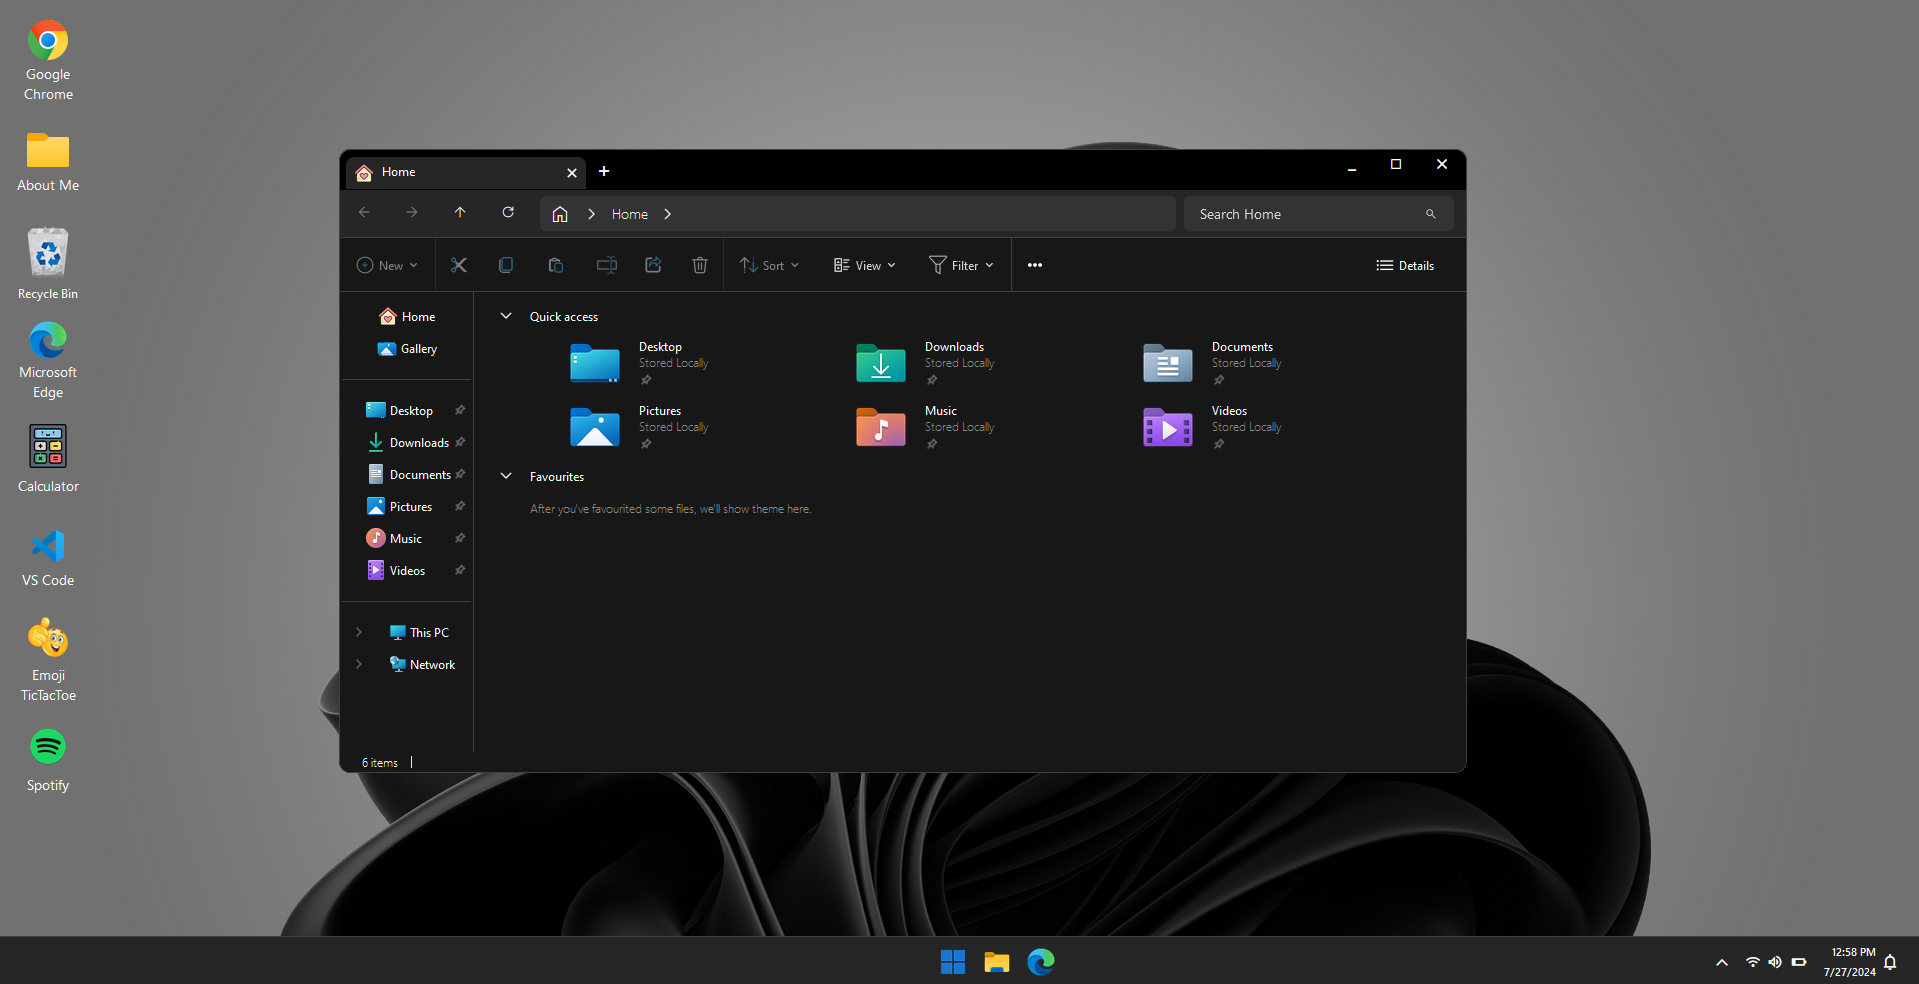 Google
Chrome
About Me
Recycle Bin
Microsoft
Edge
Calculator
VS Code
Emoji
TicTacToe
Spotify
Home
Home
Search Home
New
Sort
View
Filter
Details
Home
Gallery
Desktop
Downloads
Documents
Pictures
Music
Videos
This PC
Network
Quick access
Desktop
Stored Locally
Downloads
Stored Locally
Documents
Stored Locally
Pictures
Stored Locally
Music
Stored Locally
Videos
Stored Locally
Favourites
After you've favourited some files, we'll show theme here.
6 items
12:58 PM
7/27/2024